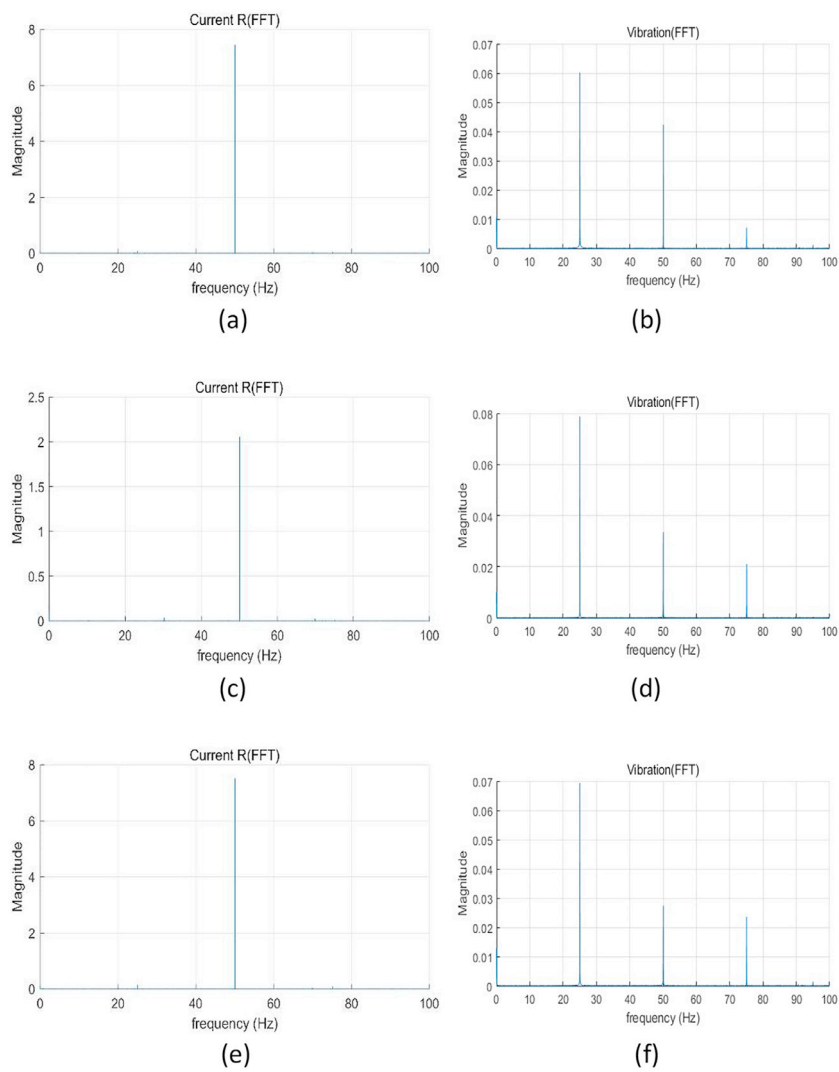 Current R(FFT)
8
6
4
2
0
Magnitude
0 20 40 60 80 100
frequency (Hz)
(a)
Vibration(FFT)
0.07
0.06
0.05
0.04
0.03
0.02
0.01
0
Magnitude
0 10 20 30 40 50 60 70 80 90 100
frequency (Hz)
(b)
Current R(FFT)
2.5
2
1.5
1
0.5
0
Magnitude
0 20 40 60 80 100
frequency (Hz)
(c)
Vibration(FFT)
0.08
0.06
0.04
0.02
0
Magnitude
0 10 20 30 40 50 60 70 80 90 100
frequency (Hz)
(d)
Current R(FFT)
8
6
4
2
0
Magnitude
0 20 40 60 80 100
frequency (Hz)
(e)
Vibration(FFT)
0.07
0.06
0.05
0.04
0.03
0.02
0.01
0
Magnitude
0 10 20 30 40 50 60 70 80 90 100
frequency (Hz)
(f)